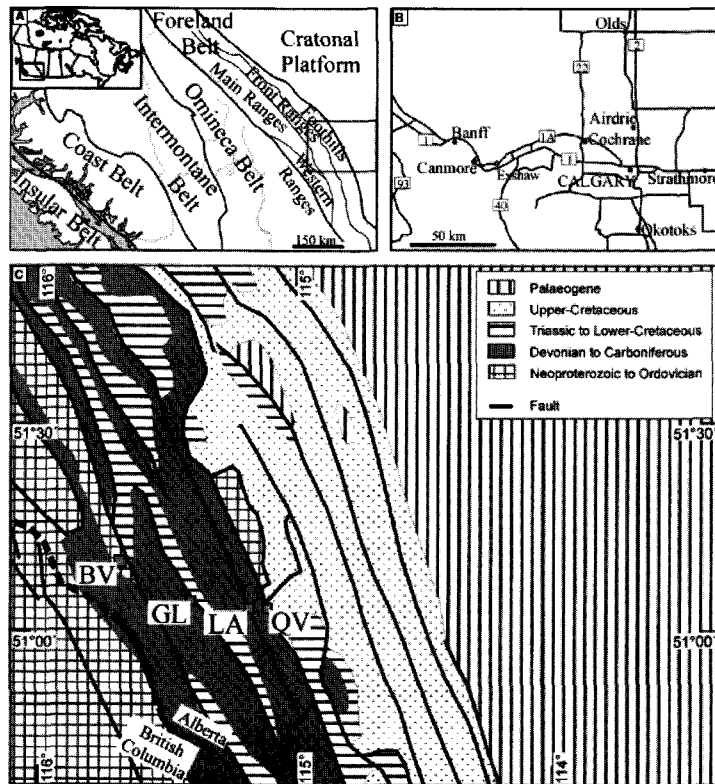 A
Foreland
Belt
Cratonal
Platform
Front Ranges
Main Ranges
Foothills
Omineca Belt
Intermontane
Belt
Western
Ranges
Coast Belt
Insular Belt
150 km
B
Olds
2
22
Airdrie
1A
Cochrane
1
Banff
1
Canmore
Exshaw
CALGARY
Strathmore
93
40
Okotoks
50 km
C
116°
115°
Palaeogene
Upper-Cretaceous
Triassic to Lower-Cretaceous
Devonian to Carboniferous
Neoproterozoic to Ordovician
Fault
51°30'
51°30'
BV
GL
LA
QV
51°00'
51°00'
Alberta
British
Columbia
116°
115°
114°